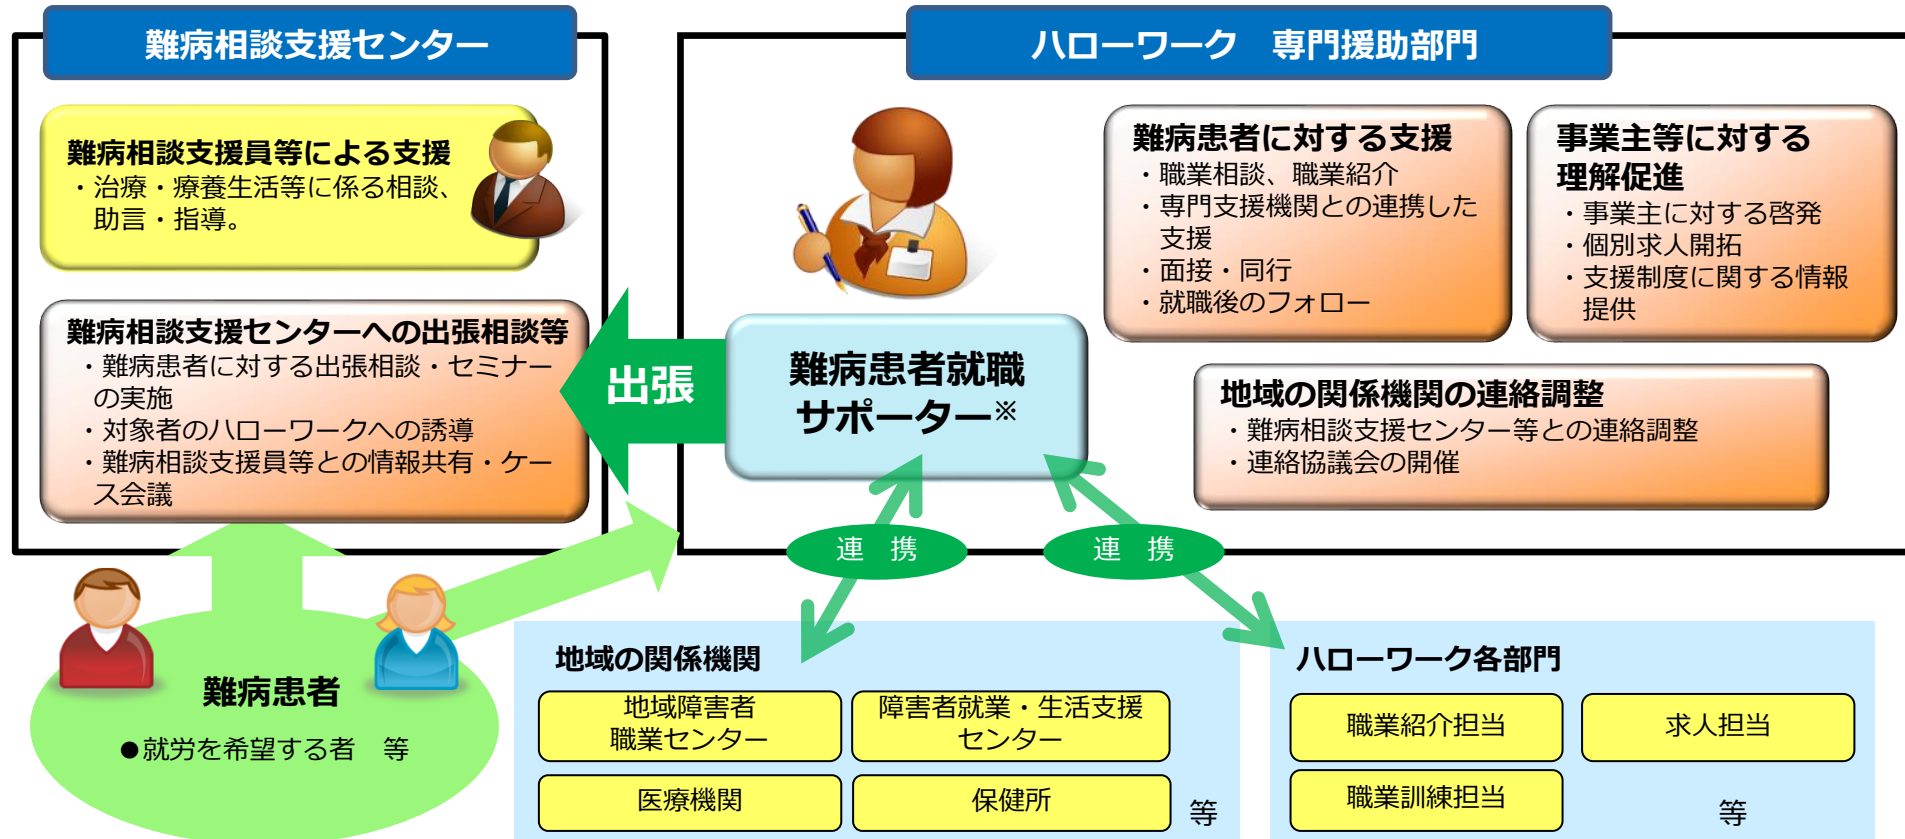 難病相談支援センター
難病相談支援員等による支援
・治療・療養生活等に係る相談、
助言・指導。
難病相談支援センターへの出張相談等
・難病患者に対する出張相談・セミナー
の実施
・対象者のハローワークへの誘導
・難病相談支援員等との情報共有・ケー
ス会議
出張
ハローワーク　専門援助部門
難病患者就職
サポーター※
難病患者に対する支援
・職業相談、職業紹介
・専門支援機関との連携した
支援
・面接・同行
・就職後のフォロー
事業主等に対する
理解促進
・事業主に対する啓発
・個別求人開拓
・支援制度に関する情報
提供
地域の関係機関の連絡調整
・難病相談支援センター等との連絡調整
・連絡協議会の開催
連　携
連　携
難病患者
●就労を希望する者　等
地域の関係機関
地域障害者
職業センター
障害者就業・生活支援
センター
医療機関
保健所
等
ハローワーク各部門
職業紹介担当
求人担当
職業訓練担当
等